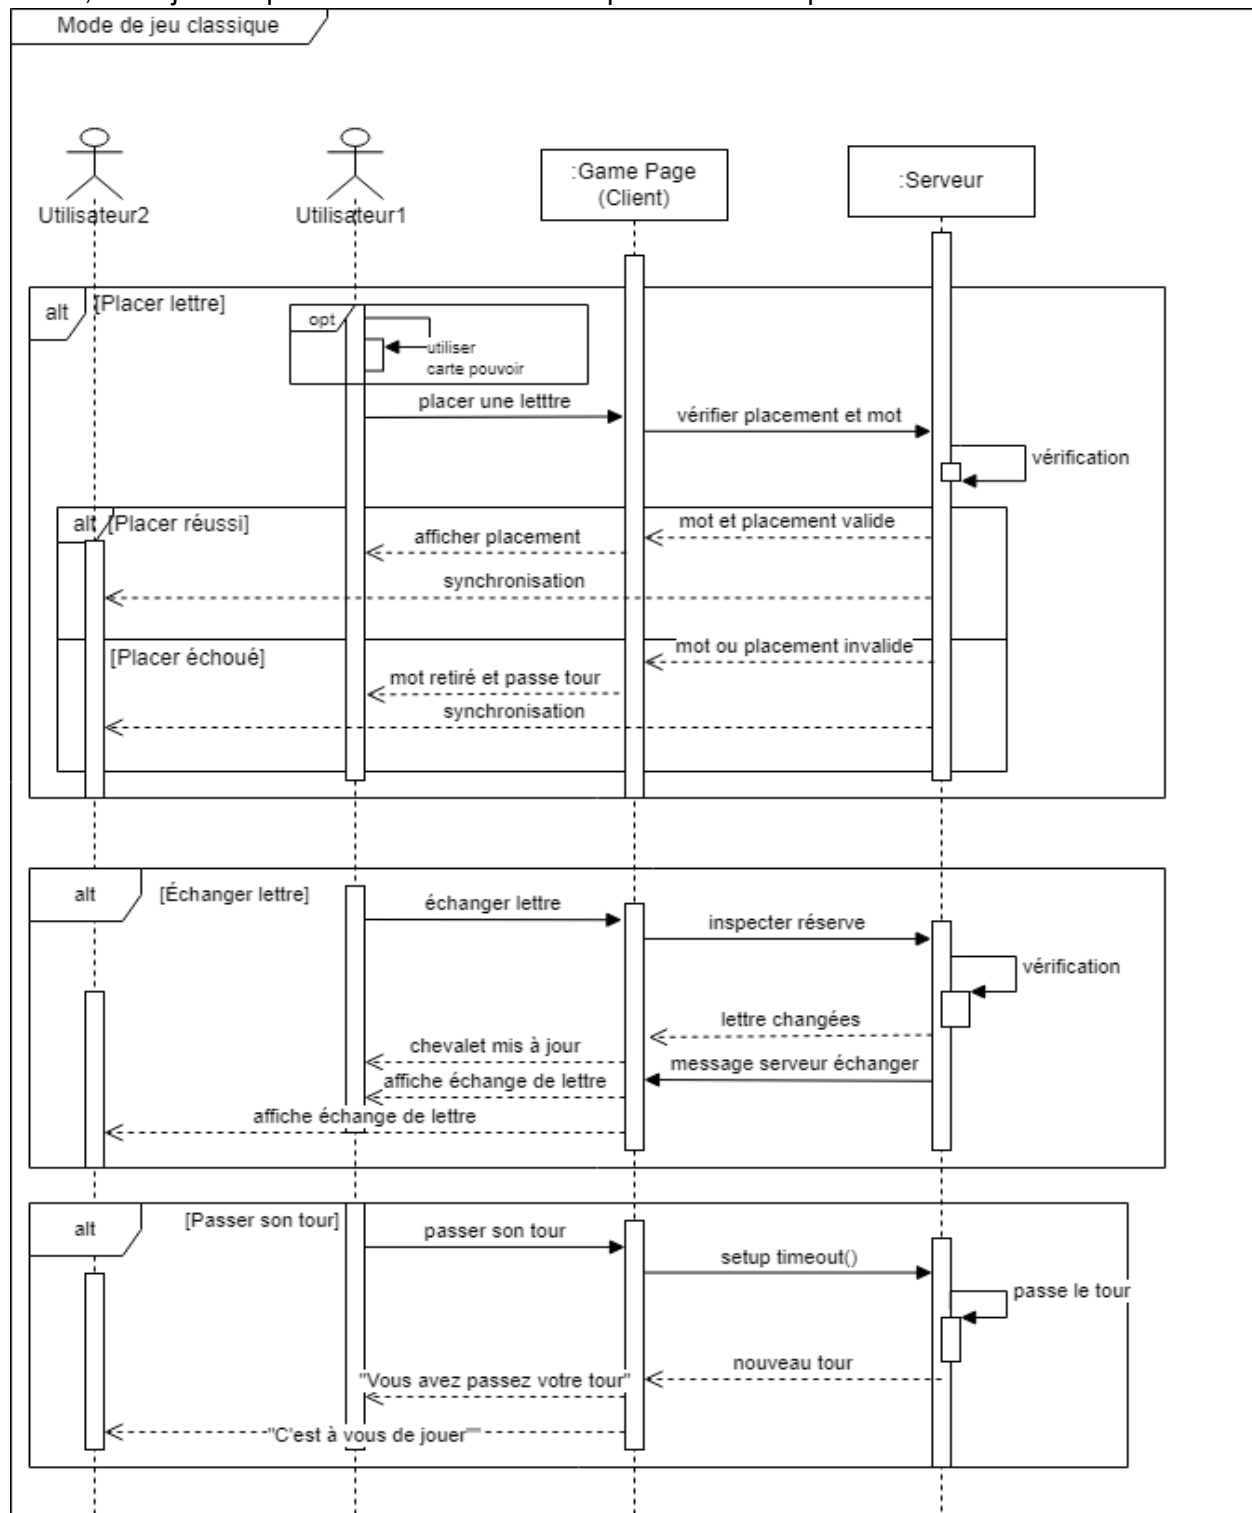 Mode de jeu classique
Utilisateur2
Utilisateur1
:Game Page
(Client)
:Serveur
alt
[Placer lettre]
opt
utiliser
carte pouvoir
placer une letttre
vérifier placement et mot
vérification
alt
[Placer réussi]
mot et placement valide
afficher placement
synchronisation
[Placer échoué]
mot ou placement invalide
mot retiré et passe tour
synchronisation
alt
[Échanger lettre]
échanger lettre
inspecter réserve
vérification
lettre changées
chevalet mis à jour
message serveur échanger
affiche échange de lettre
affiche échange de lettre
alt
[Passer son tour]
passer son tour
setup timeout()
passe le tour
nouveau tour
"Vous avez passez votre tour"
"C'est à vous de jouer""